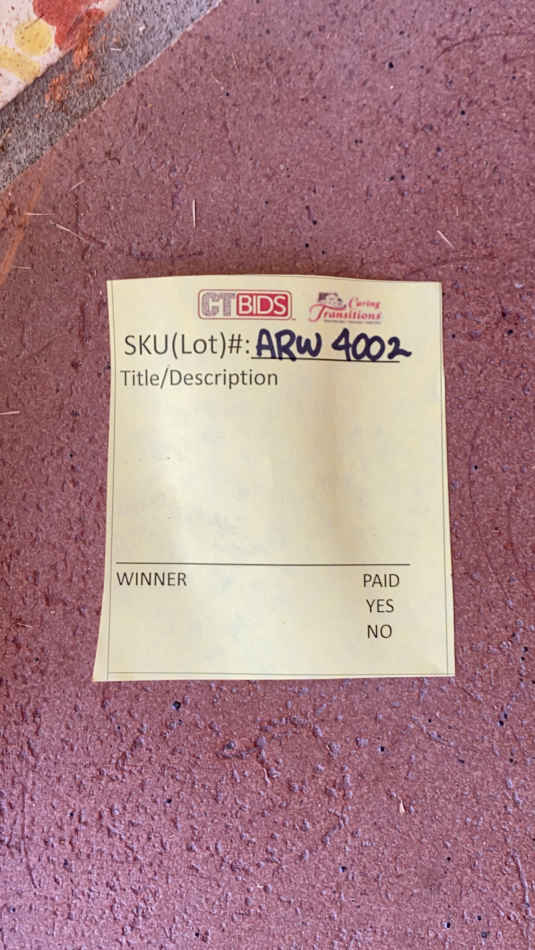 CTBIDS Caring Transitions
SKU(Lot)#: ARW 4002
Title/Description
WINNER PAID
YES
NO